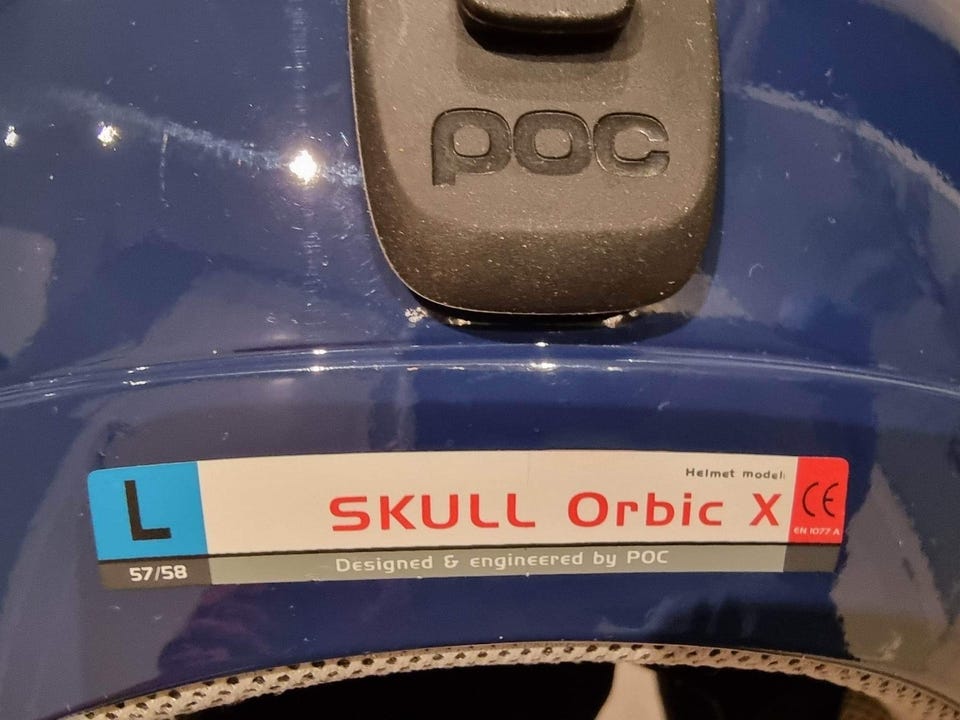 POC
Helmet model:
L
SKULL Orbic X
CE
EN 1077 A
57/58
Designed & engineered by POC